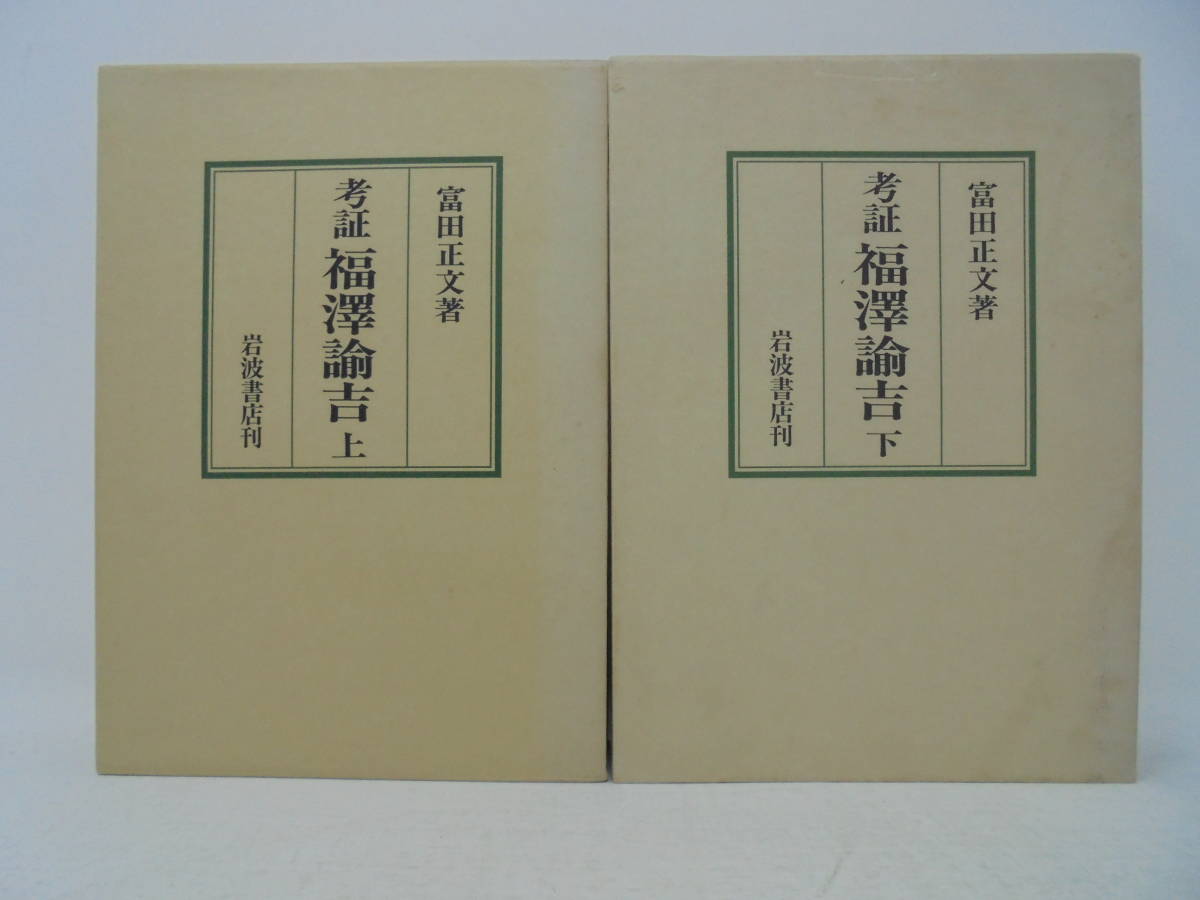 富田正文著
考証 福澤諭吉 上
岩波書店刊
富田正文著
考証 福澤諭吉 下
岩波書店刊